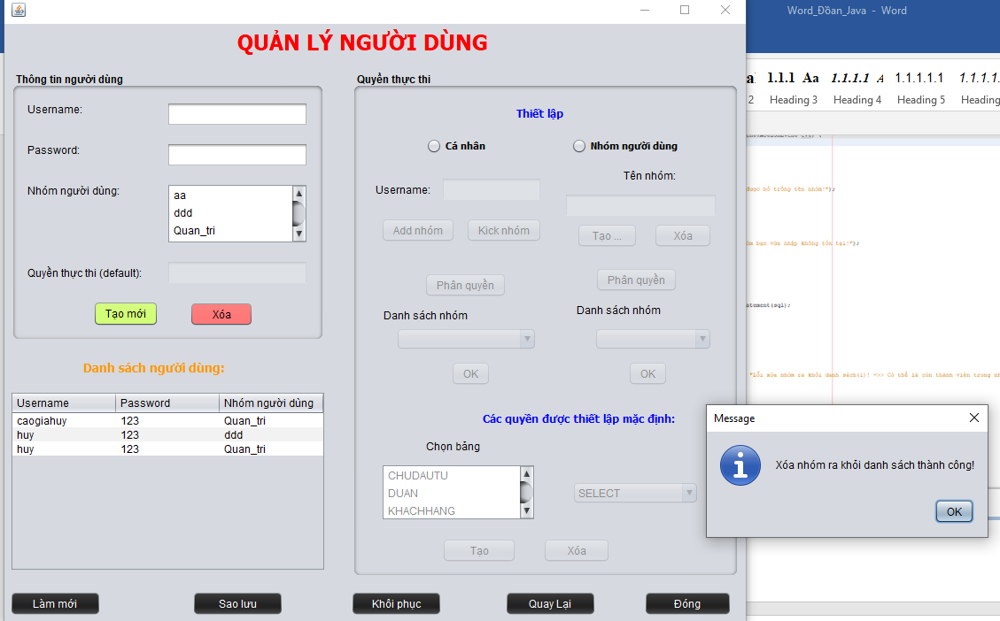 Word_Đồan_Java - Word
QUẢN LÝ NGƯỜI DÙNG
Thông tin người dùng
Username:
Password:
Nhóm người dùng:
aa
ddd
Quan_tri
Quyền thực thi (default):
Tạo mới
Xóa
Danh sách người dùng:
Username Password Nhóm người dùng
caogiahuy 123 Quan_tri
huy 123 ddd
huy 123 Quan_tri
Quyền thực thi
Thiết lập
Cá nhân
Nhóm người dùng
Username:
Tên nhóm:
Add nhóm
Kick nhóm
Tạo ...
Xóa
Phân quyền
Phân quyền
Danh sách nhóm
Danh sách nhóm
OK
OK
Các quyền được thiết lập mặc định:
Chọn bảng
CHUDAUTU
DUAN
KHACHHANG
SELECT
Tạo
Xóa
Làm mới
Sao lưu
Khôi phục
Quay Lại
Đóng
1.1.1 Aa 1.1.1.1 A 1.1.1.1.1 1.1.1.1.
2 Heading 3 Heading 4 Heading 5 Heading
được bỏ trống tên nhóm!");
bạn vừa nhập không tồn tại!");
atement(sql);
"Lỗi xóa nhóm ra khỏi danh sách(1)! =>> Có thể là còn thành viên trong
Message
Xóa nhóm ra khỏi danh sách thành công!
OK